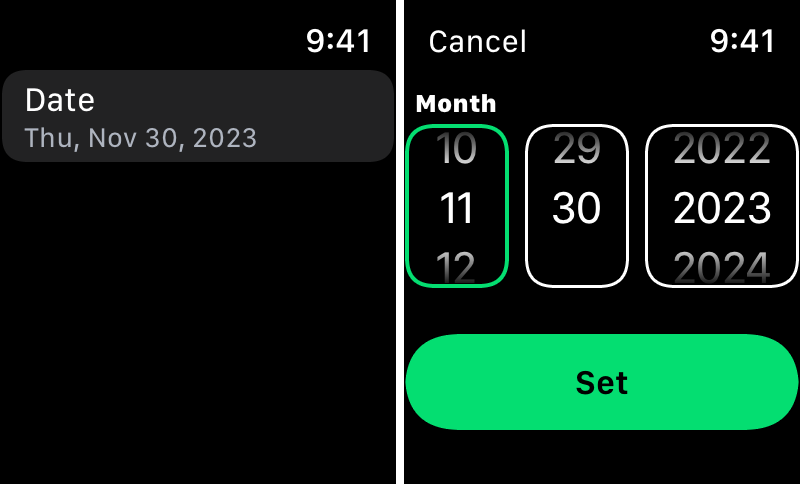 9:41
Date
Thu, Nov 30, 2023
Cancel 9:41
Month
10 29 2022
11 30 2023
12 2024
Set